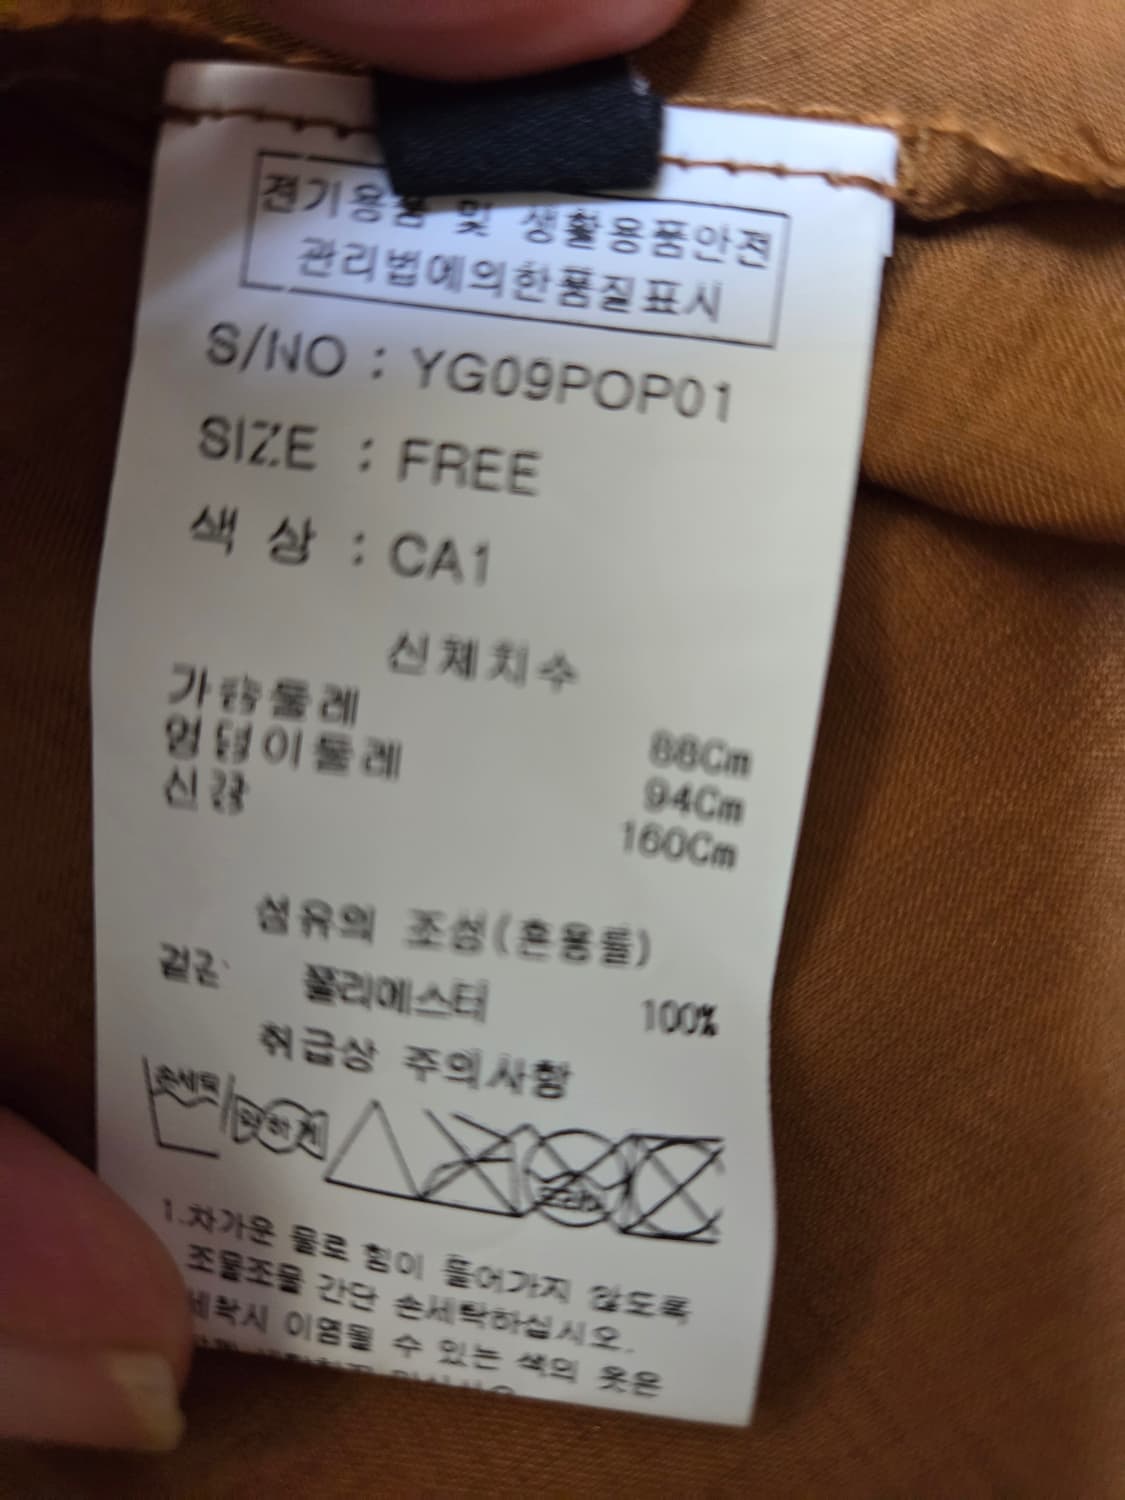 전기용품 및 생활용품안전
관리법에의한품질표시
S/NO : YG09POP01
SIZE : FREE
색 상 : CA1
신체치수
가슴둘레 88Cm
엉덩이둘레 94Cm
신장 160Cm
섬유의 조성(혼용률)
겉감: 폴리에스터 100%
취급상 주의사항
손세탁
약하게
드라이
1.차가운 물로 힘이 들어가지 않도록
조물조물 간단 손세탁하십시오.
세탁시 이염될 수 있는 색의 옷은